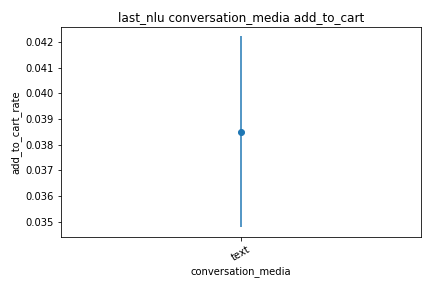 last_nlu conversation_media add_to_cart
0.042
0.041
0.040
0.039
0.038
0.037
0.036
0.035
add_to_cart_rate
text
conversation_media